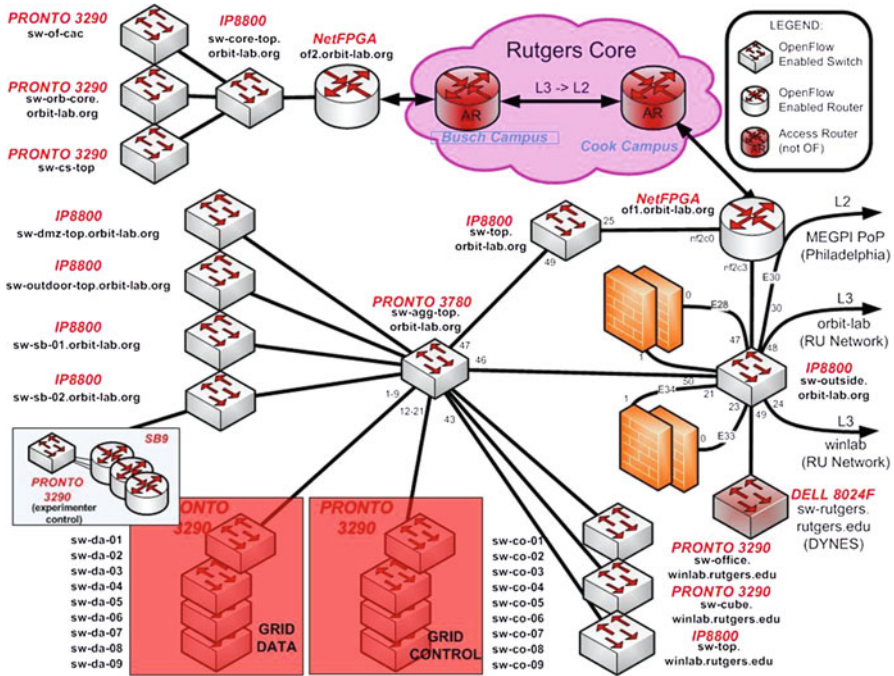 PRONTO 3290
sw-of-cac
IP8800
sw-core-top.
orbit-lab.org
NetFPGA
of2.orbit-lab.org
Rutgers Core
L3 -> L2
AR
AR
Busch Campus
Cook Campus
LEGEND:
OpenFlow
Enabled Switch
OpenFlow
Enabled Router
AR
Access Router
(not OF)
PRONTO 3290
sw-orb-core.
orbit-lab.org
PRONTO 3290
sw-cs-top
IP8800
sw-dmz-top.orbit-lab.org
IP8800
sw-outdoor-top.orbit-lab.org
IP8800
sw-sb-01.orbit-lab.org
IP8800
sw-sb-02.orbit-lab.org
IP8800
sw-top.
orbit-lab.org
25
49
NetFPGA
of1.orbit-lab.org
nf2c0
nf2c3
L2
MEGPI PoP
(Philadelphia)
E30
30
L3
orbit-lab
(RU Network)
PRONTO 3780
sw-agg-top.
orbit-lab.org
47
46
1-9
12-21
43
0
E28
1
47
48
IP8800
sw-outside.
orbit-lab.org
50
21
23
49
24
1
E34
0
E33
L3
winlab
(RU Network)
DELL 8024F
sw-rutgers.
rutgers.edu
(DYNES)
SB9
PRONTO
3290
(experimenter
control)
PRONTO
3290
sw-da-01
sw-da-02
sw-da-03
sw-da-04
sw-da-05
sw-da-06
sw-da-07
sw-da-08
sw-da-09
GRID
DATA
PRONTO
3290
GRID
CONTROL
sw-co-01
sw-co-02
sw-co-03
sw-co-04
sw-co-05
sw-co-06
sw-co-07
sw-co-08
sw-co-09
PRONTO 3290
sw-office.
winlab.rutgers.edu
PRONTO 3290
sw-cube.
winlab.rutgers.edu
IP8800
sw-top.
winlab.rutgers.edu